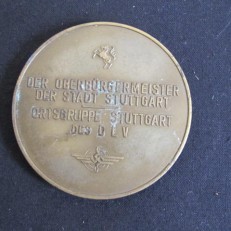 DER OBERBÜRGERMEISTER
DER STADT STUTTGART
ORTSGRUPPE STUTTGART
DES D L V